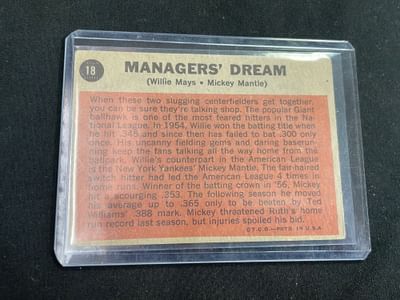 18
MANAGERS' DREAM
(Willie Mays • Mickey Mantle)
When these two slugging centerfielders get together,
you can be sure they're talking shop. The popular Giant
ballhawk is one of the most feared hitters in the Na-
tional League. In 1954, Willie won the batting title when
he hit .345 and since then has failed to bat .300 only
once. His uncanny fielding gems and daring baserun-
ning keep the fans talking all the way home from the
ballpark. Willie's counterpart in the American League
is the New York Yankees' Mickey Mantle. The fair-haired
switch hitter had led the American League 4 times in
home runs. Winner of the batting crown in '56, Mickey
hit a scourging .353. The following season he moved
his average up to .365 only to be beaten by Ted
Williams' .388 mark. Mickey threatened Ruth's home
run record last season, but injuries spoiled his bid.
©T.C.G.—PRTD. IN U.S.A.